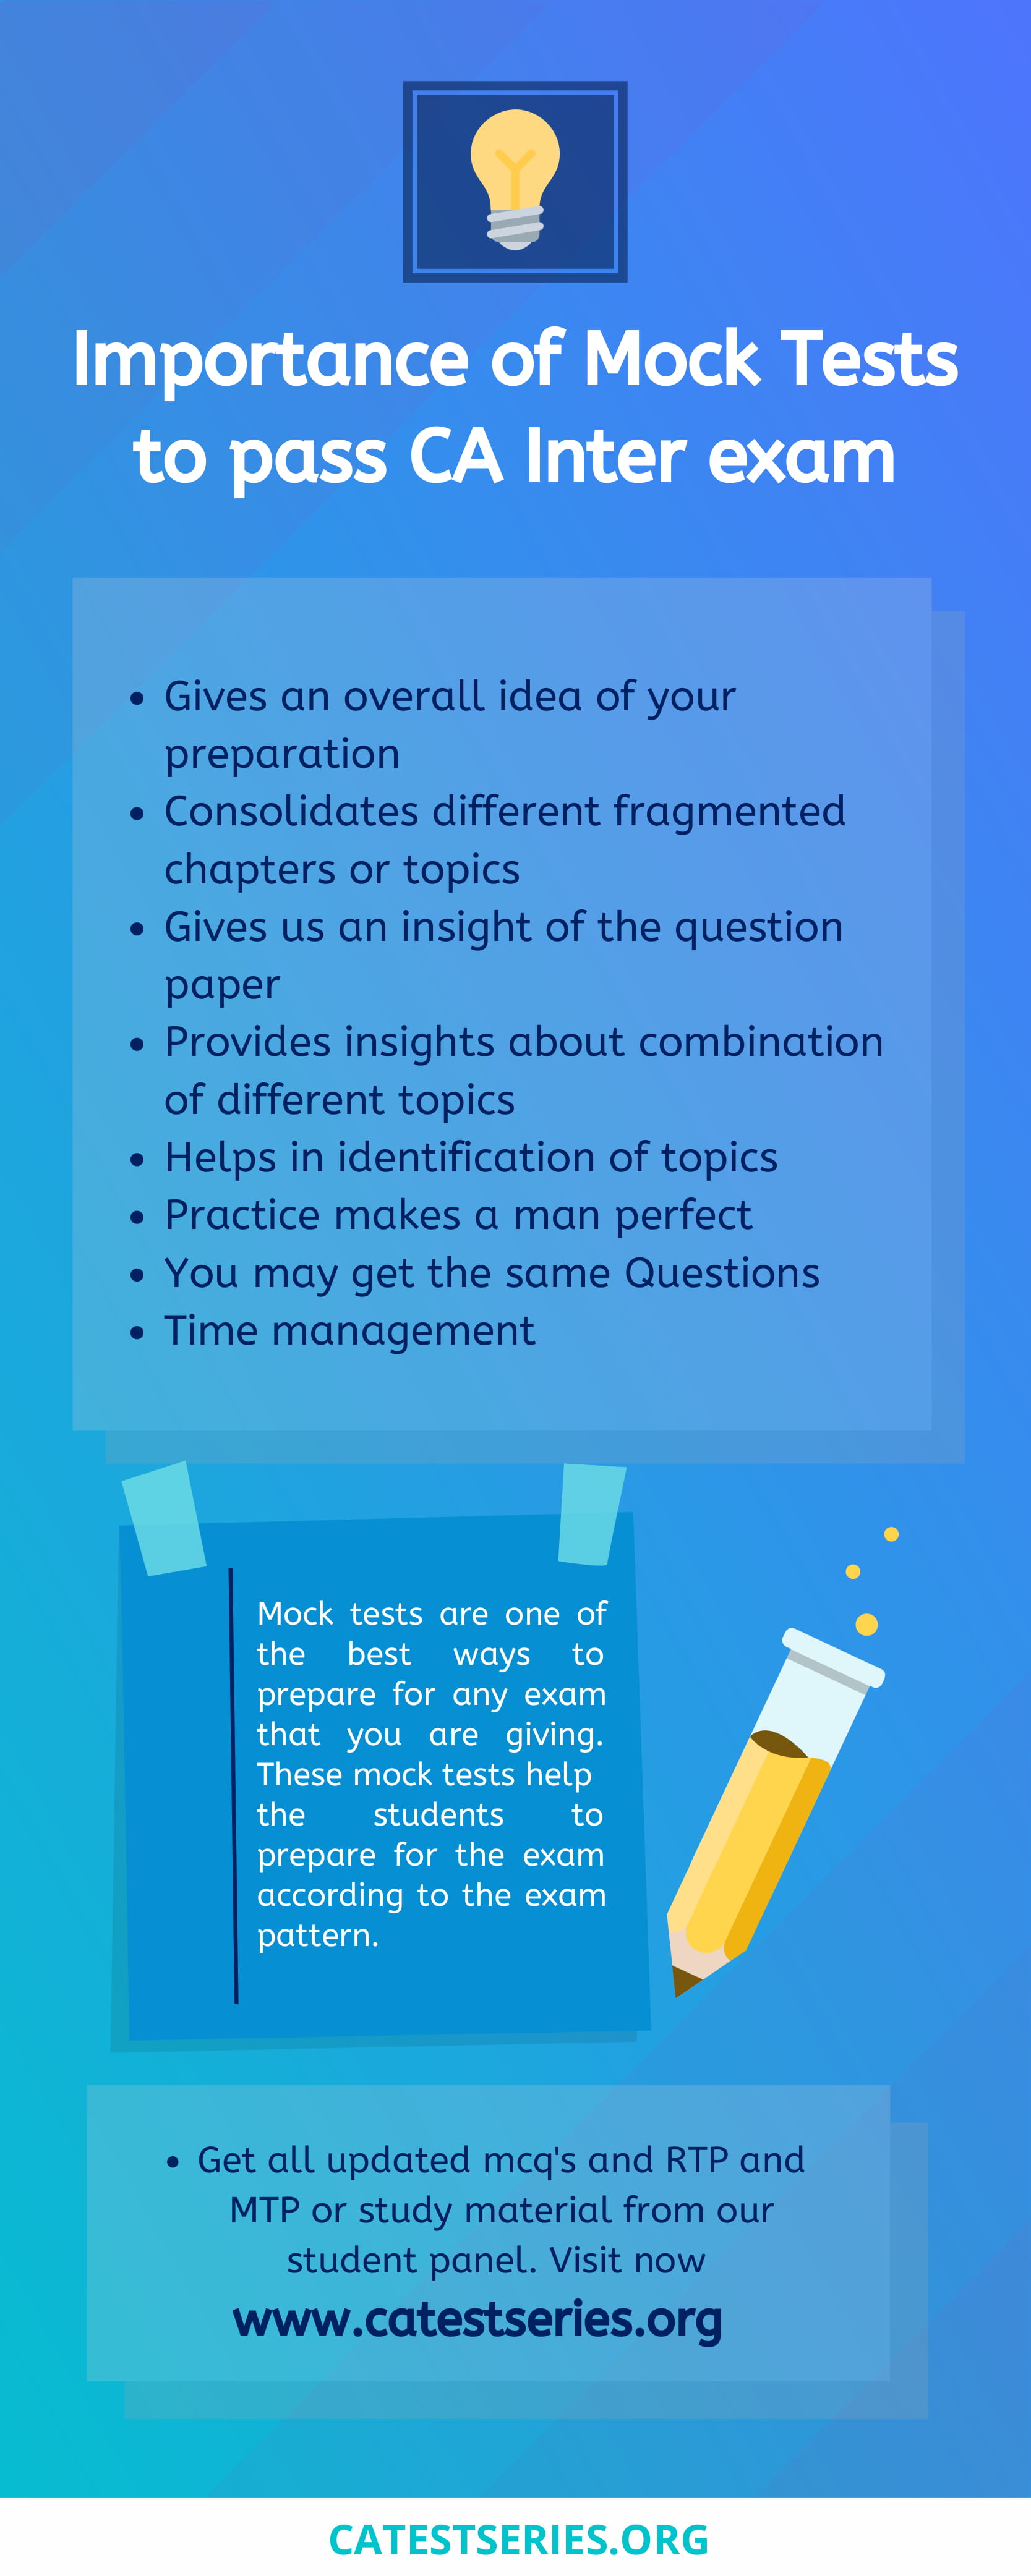 Importance of Mock Tests
to pass CA Inter exam
• Gives an overall idea of your
preparation
• Consolidates different fragmented
chapters or topics
• Gives us an insight of the question
paper
• Provides insights about combination
of different topics
• Helps in identification of topics
• Practice makes a man perfect
• You may get the same Questions
• Time management
Mock tests are one of
the best ways to
prepare for any exam
that you are giving.
These mock tests help
the students to
prepare for the exam
according to the exam
pattern.
• Get all updated mcq's and RTP and
MTP or study material from our
student panel. Visit now
www.catestseries.org
CATESTSERIES.ORG